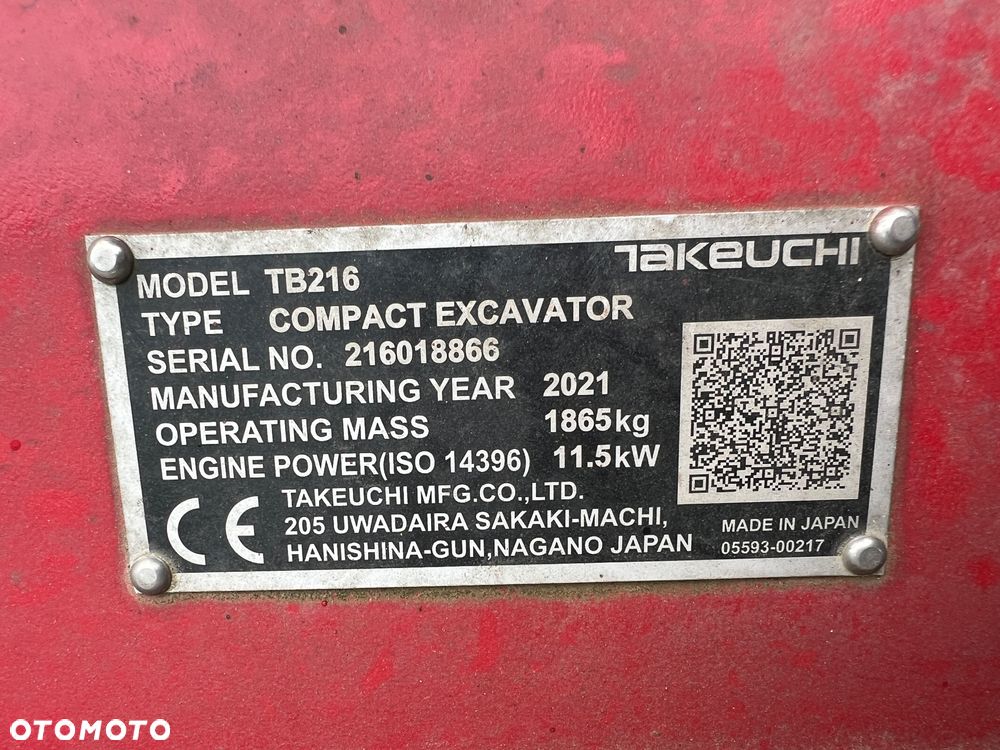 TAKEUCHI
MODEL TB216
TYPE COMPACT EXCAVATOR
SERIAL NO. 216018866
MANUFACTURING YEAR 2021
OPERATING MASS 1865kg
ENGINE POWER(ISO 14396) 11.5kW
CE
TAKEUCHI MFG.CO.,LTD.
205 UWADAIRA SAKAKI-MACHI,
HANISHINA-GUN,NAGANO JAPAN
MADE IN JAPAN
05593-00217
OTOMOTO